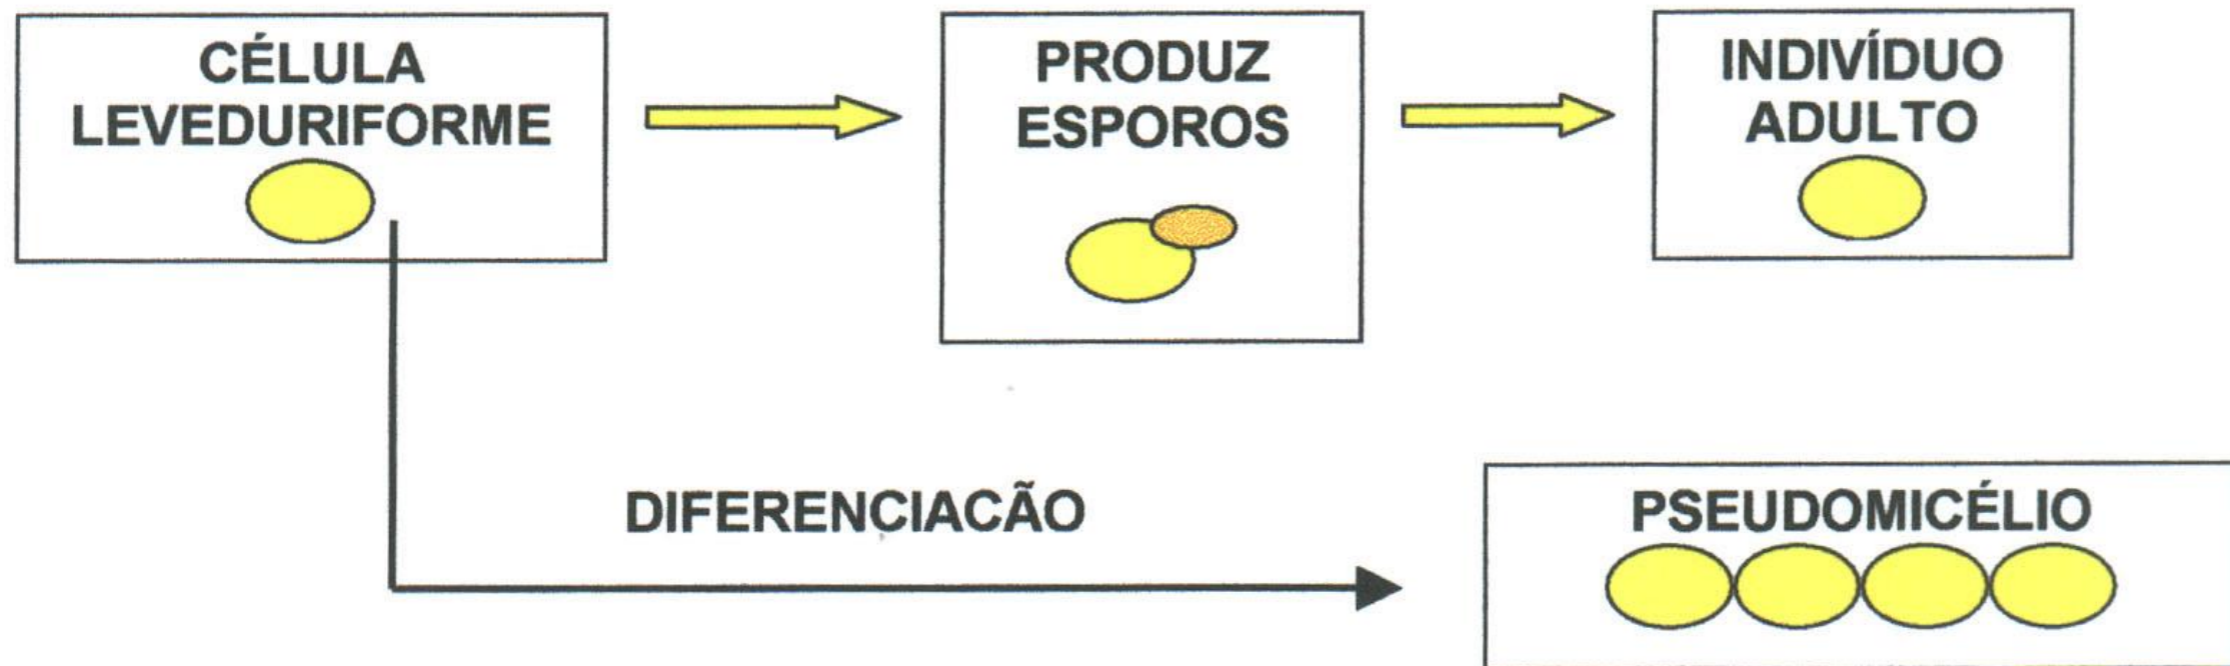 CÉLULA
LEVEDURIFORME
PRODUZ
ESPOROS
INDIVÍDUO
ADULTO
DIFERENCIACÃO
PSEUDOMICÉLIO